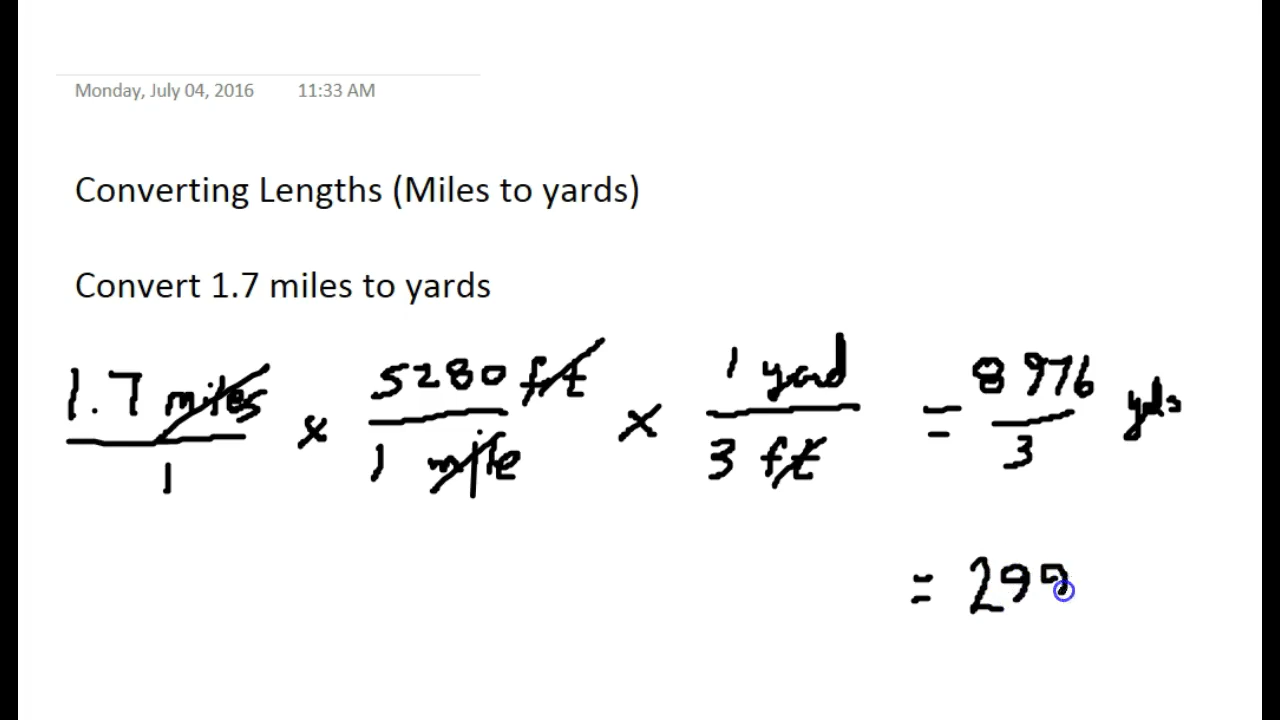 Monday, July 04, 2016 11:33 AM
Converting Lengths (Miles to yards)
Convert 1.7 miles to yards
1.7 miles / 1 × 5280 ft / 1 mile × 1 yard / 3 ft = 8976 / 3 yds
= 299